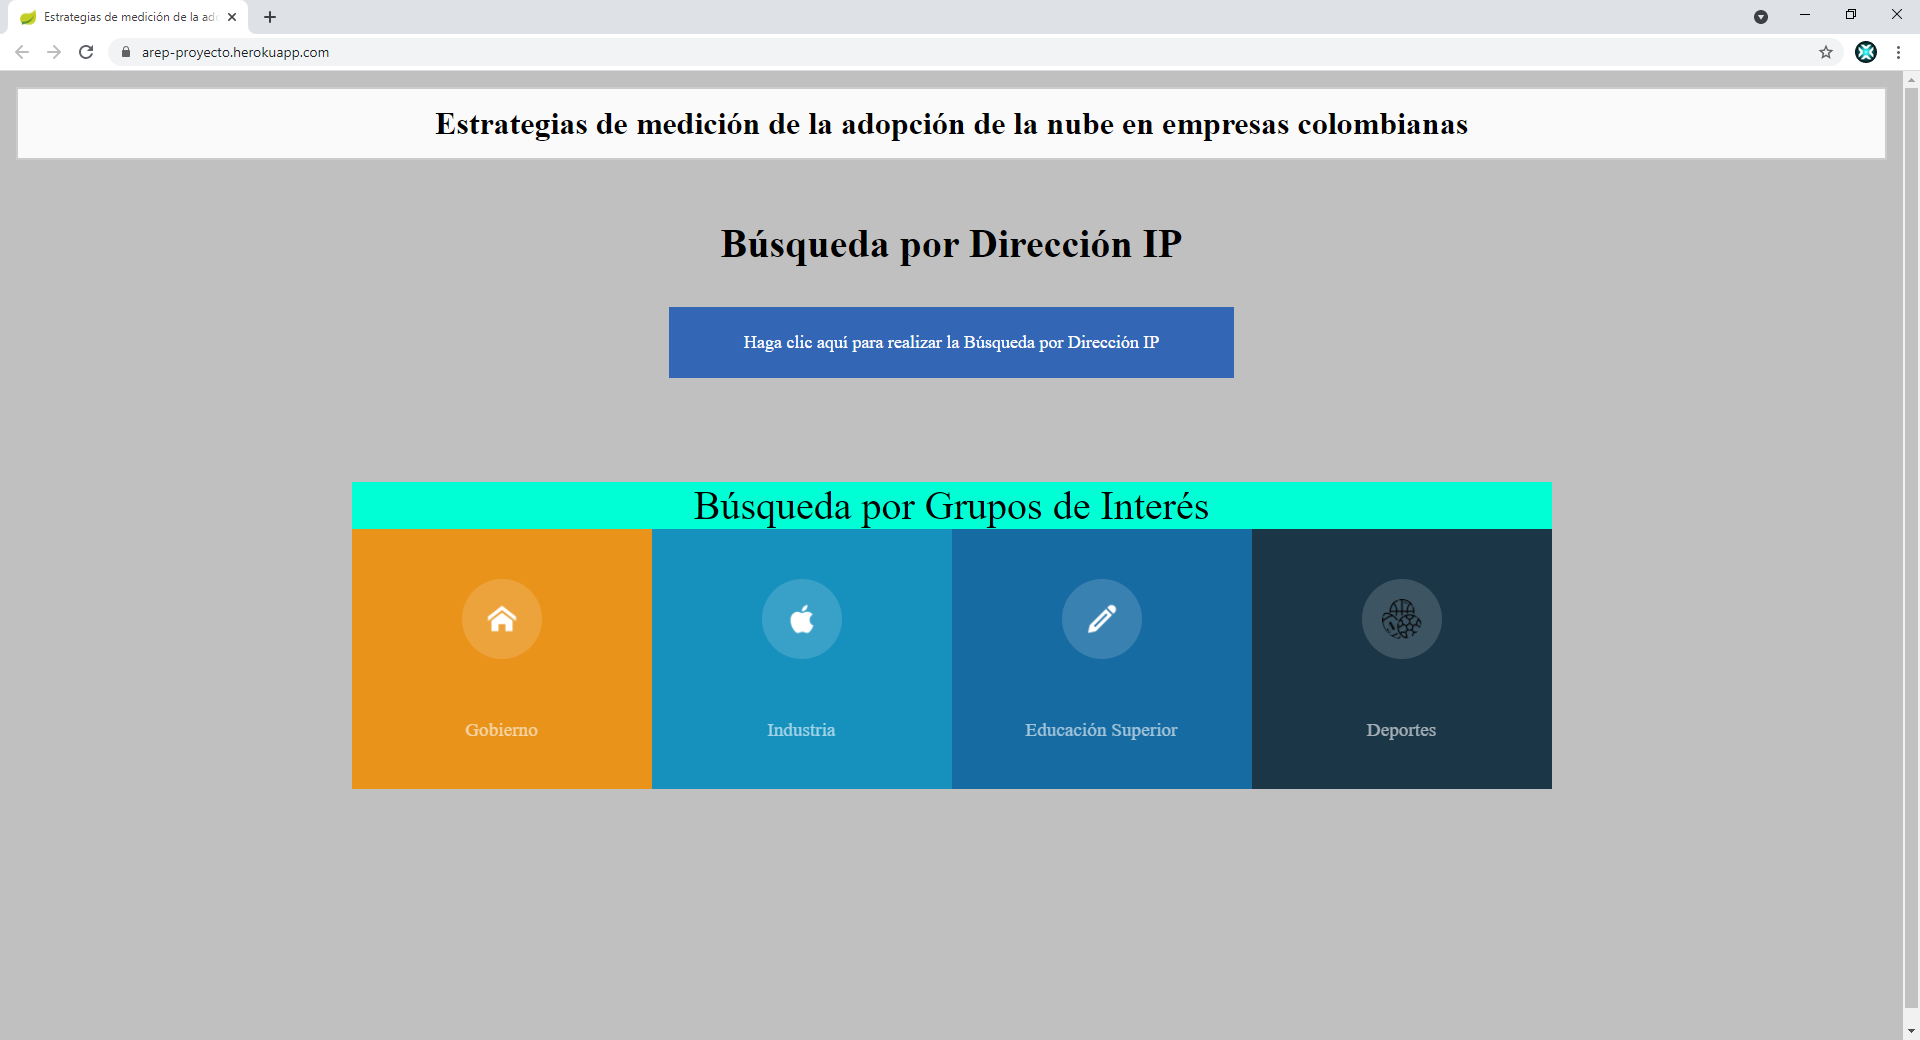 Estrategias de medición de la ado
arep-proyecto.herokuapp.com
Estrategias de medición de la adopción de la nube en empresas colombianas
Búsqueda por Dirección IP
Haga clic aquí para realizar la Búsqueda por Dirección IP
Búsqueda por Grupos de Interés
Gobierno
Industria
Educación Superior
Deportes